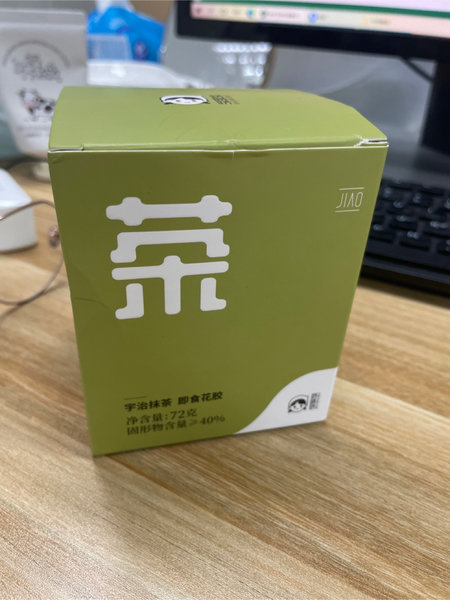 茶
JIAO
宇治抹茶 即食花胶
净含量:72克
固形物含量≥40%